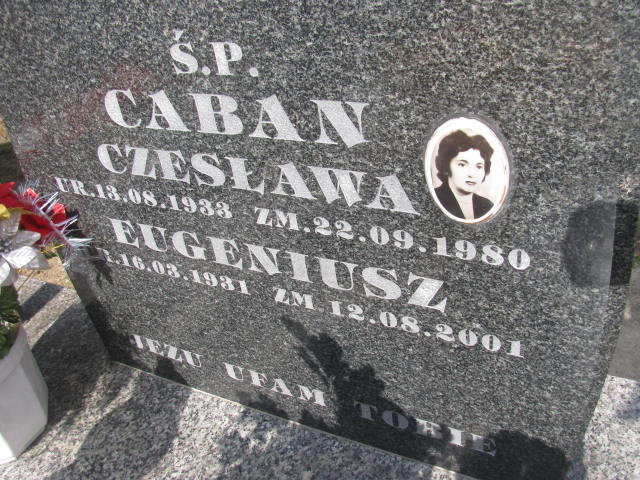 Ś.P.
CABAN
CZESŁAWA
UR.13.08.1933 ZM.22.09.1980
EUGENIUSZ
R.16.03.1931 ZM.12.08.2001
JEZU UFAM TOBIE